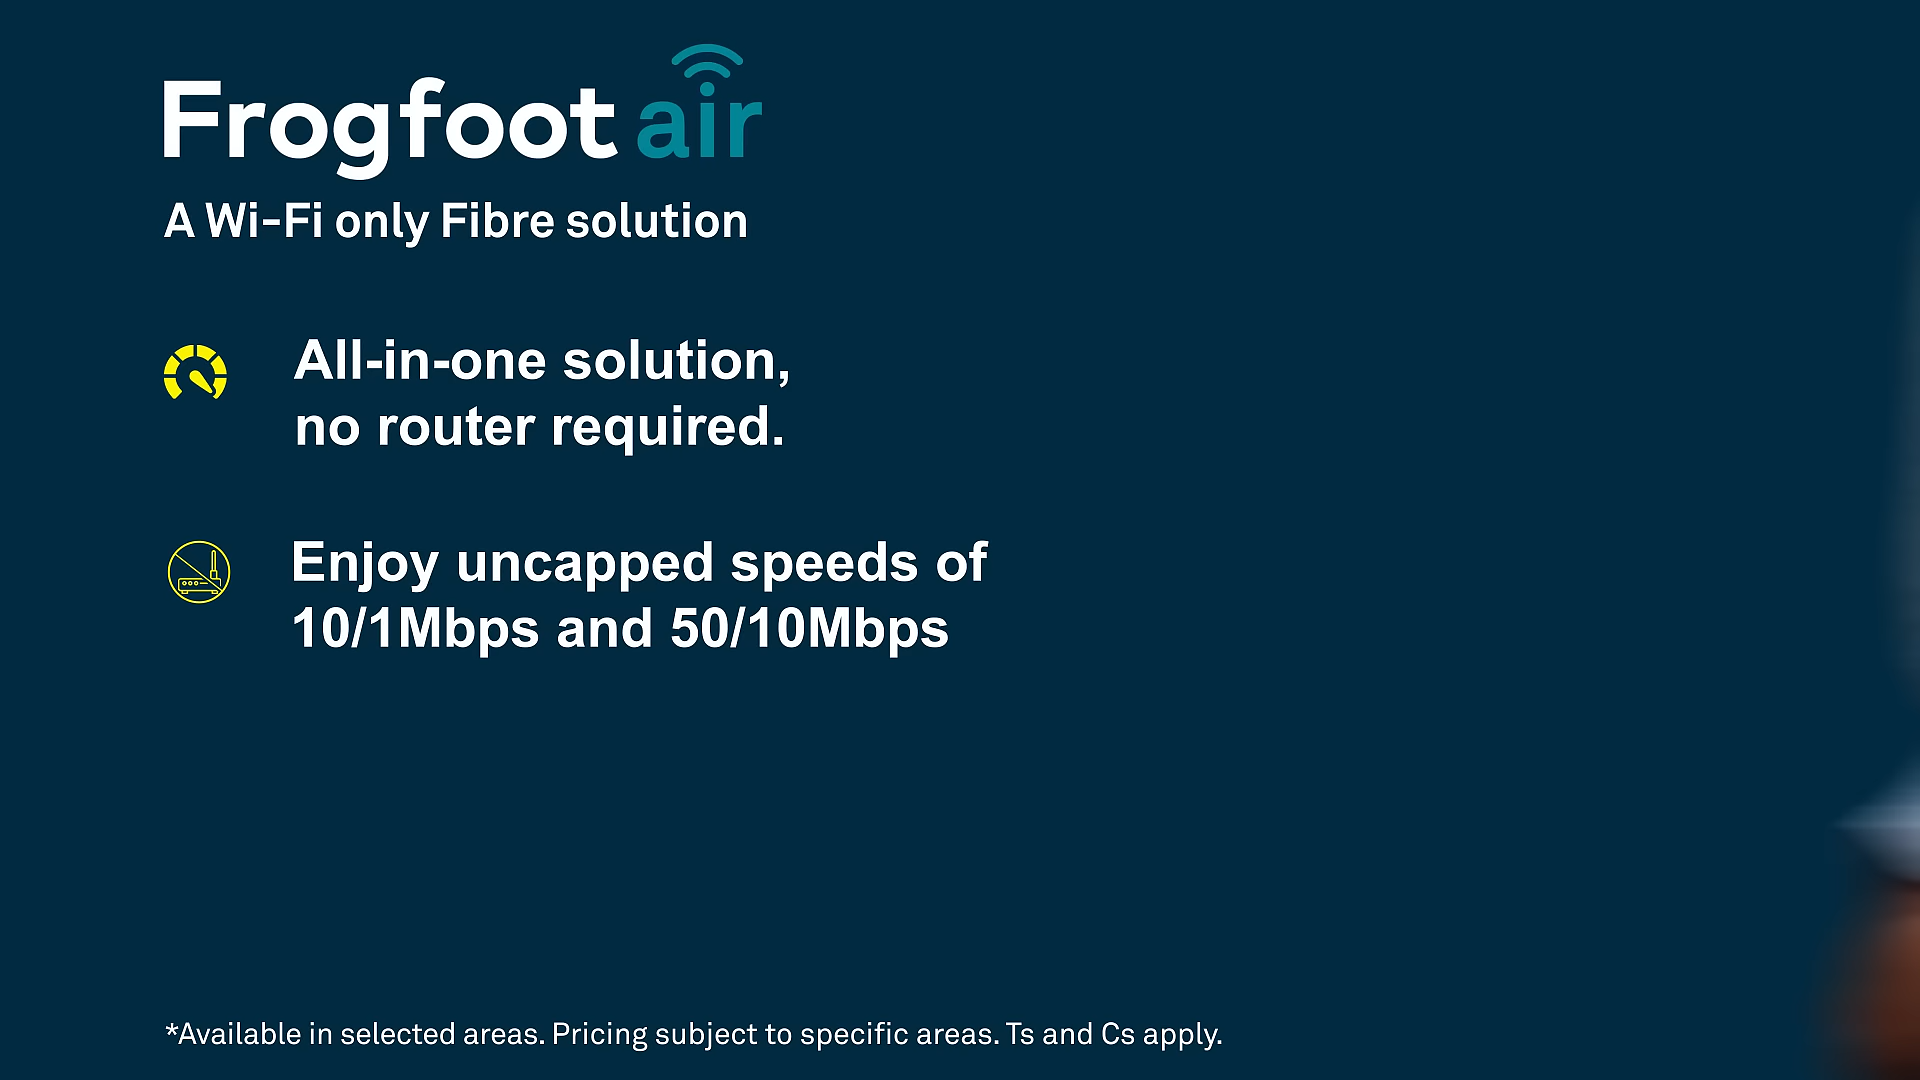 Frogfoot air
A Wi-Fi only Fibre solution
All-in-one solution,
no router required.
Enjoy uncapped speeds of
10/1Mbps and 50/10Mbps
*Available in selected areas. Pricing subject to specific areas. Ts and Cs apply.